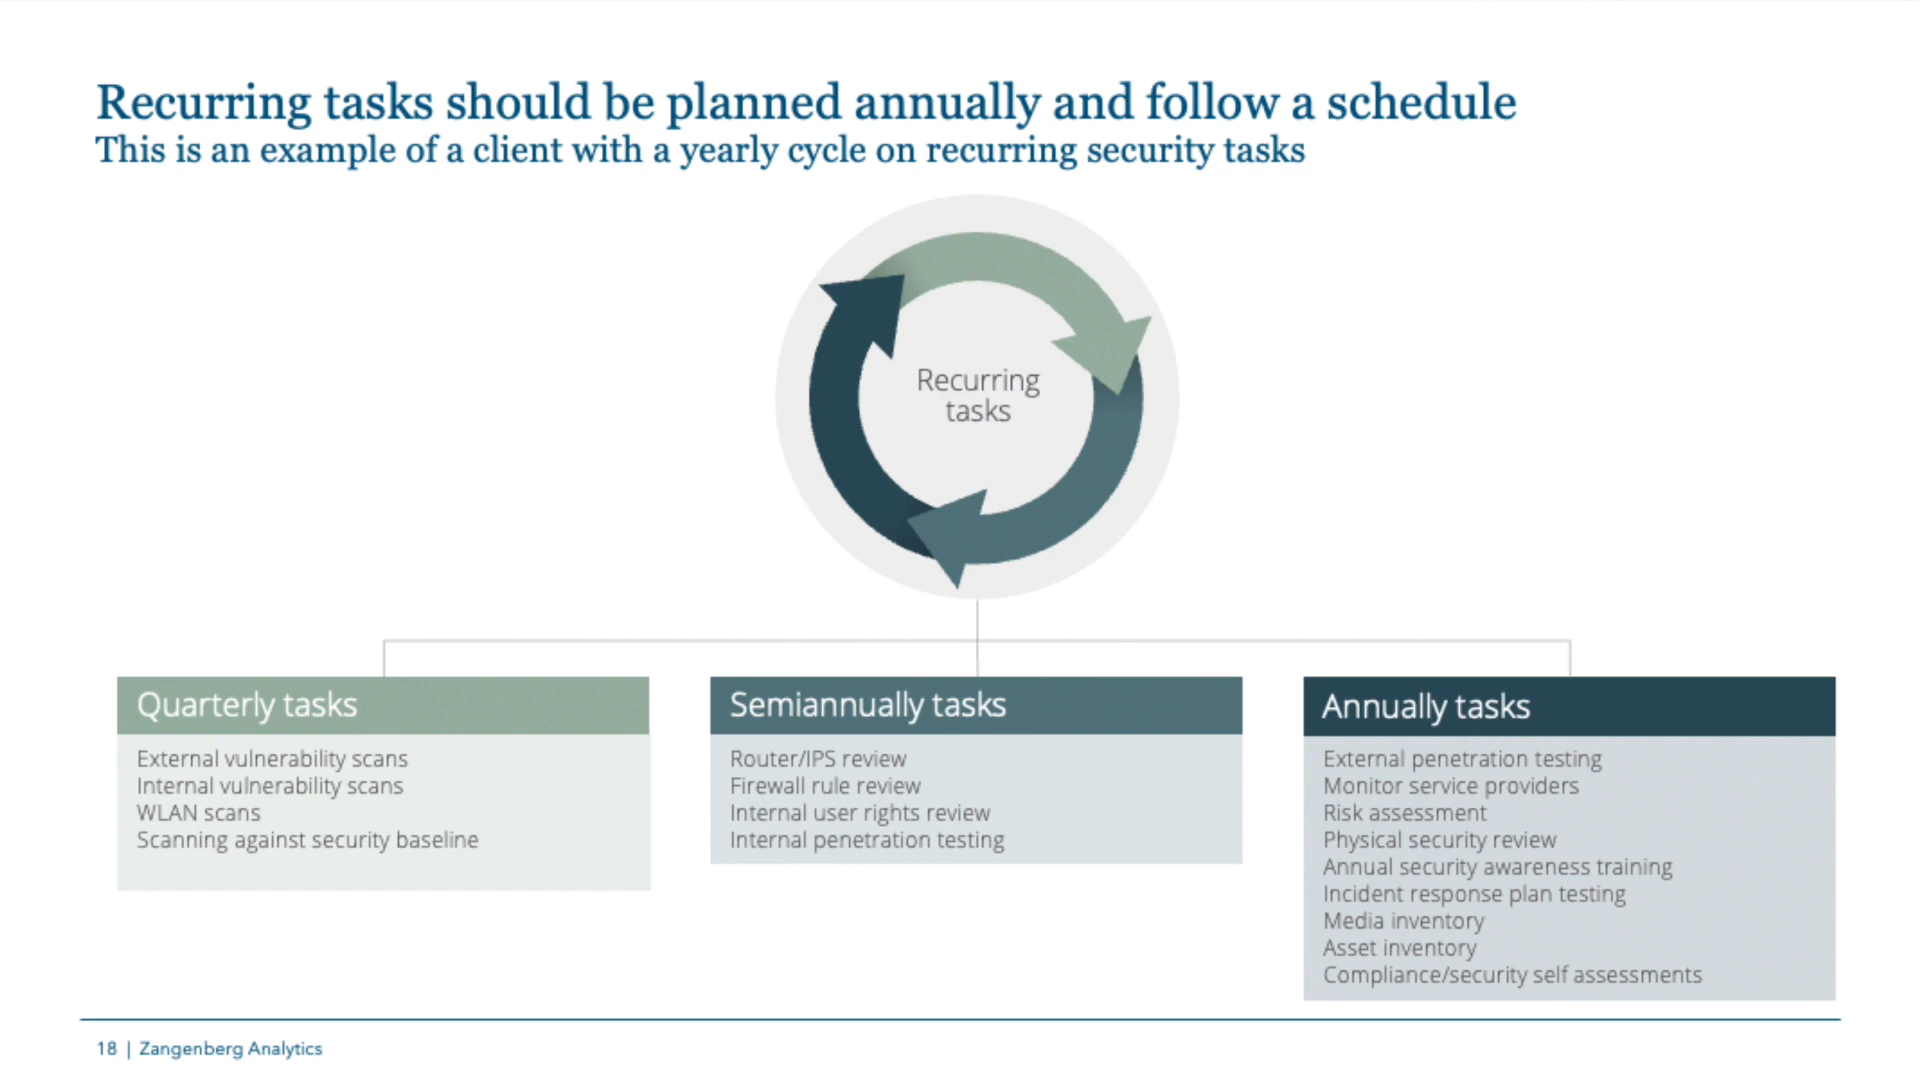 Recurring tasks should be planned annually and follow a schedule
This is an example of a client with a yearly cycle on recurring security tasks
Recurring
tasks
Quarterly tasks
External vulnerability scans
Internal vulnerability scans
WLAN scans
Scanning against security baseline
Semiannually tasks
Router/IPS review
Firewall rule review
Internal user rights review
Internal penetration testing
Annually tasks
External penetration testing
Monitor service providers
Risk assessment
Physical security review
Annual security awareness training
Incident response plan testing
Media inventory
Asset inventory
Compliance/security self assessments
18 | Zangenberg Analytics